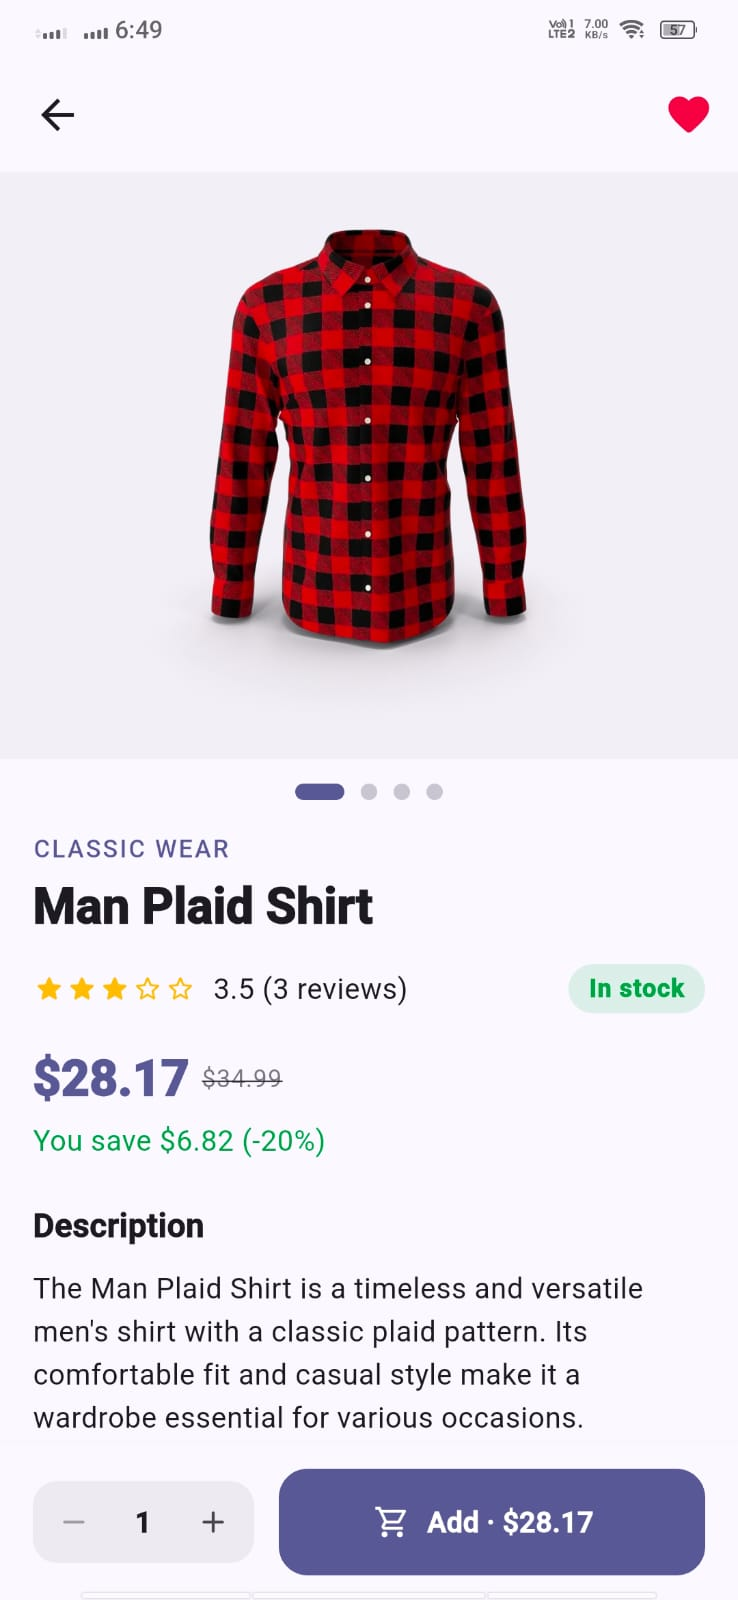 6:49
Vo) 1
LTE2
7.00
KB/s
57
CLASSIC WEAR
Man Plaid Shirt
3.5 (3 reviews)
In stock
$28.17 $34.99
You save $6.82 (-20%)
Description
The Man Plaid Shirt is a timeless and versatile
men's shirt with a classic plaid pattern. Its
comfortable fit and casual style make it a
wardrobe essential for various occasions.
1
Add · $28.17